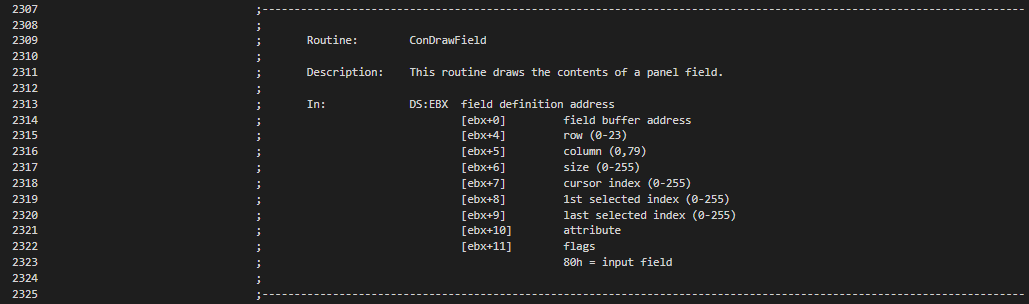 2307 ;-----------------------------------------------------------------------------------------------------------------------
2308 ;
2309 ; Routine: ConDrawField
2310 ;
2311 ; Description: This routine draws the contents of a panel field.
2312 ;
2313 ; In: DS:EBX field definition address
2314 ; [ebx+0] field buffer address
2315 ; [ebx+4] row (0-23)
2316 ; [ebx+5] column (0,79)
2317 ; [ebx+6] size (0-255)
2318 ; [ebx+7] cursor index (0-255)
2319 ; [ebx+8] 1st selected index (0-255)
2320 ; [ebx+9] last selected index (0-255)
2321 ; [ebx+10] attribute
2322 ; [ebx+11] flags
2323 ; 80h = input field
2324 ;
2325 ;-----------------------------------------------------------------------------------------------------------------------